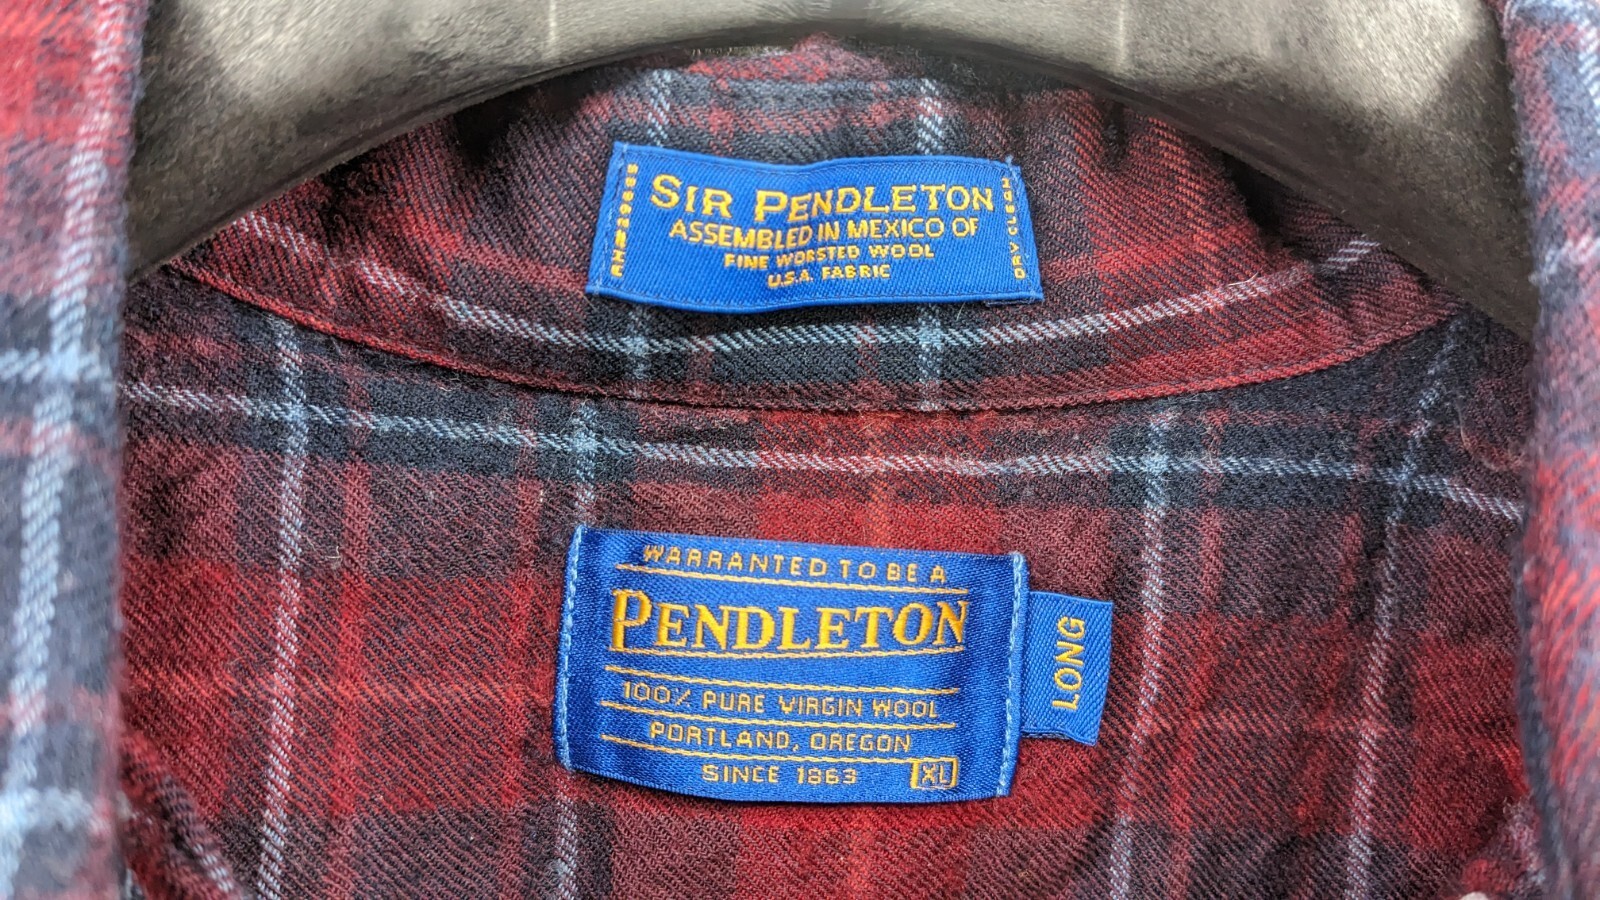 SIR PENDLETON
ASSEMBLED IN MEXICO OF
FINE WORSTED WOOL
U.S.A. FABRIC
DRY CLEAN
WARRANTED TO BE A
PENDLETON
100% PURE VIRGIN WOOL
PORTLAND, OREGON
SINCE 1863
XL
LONG